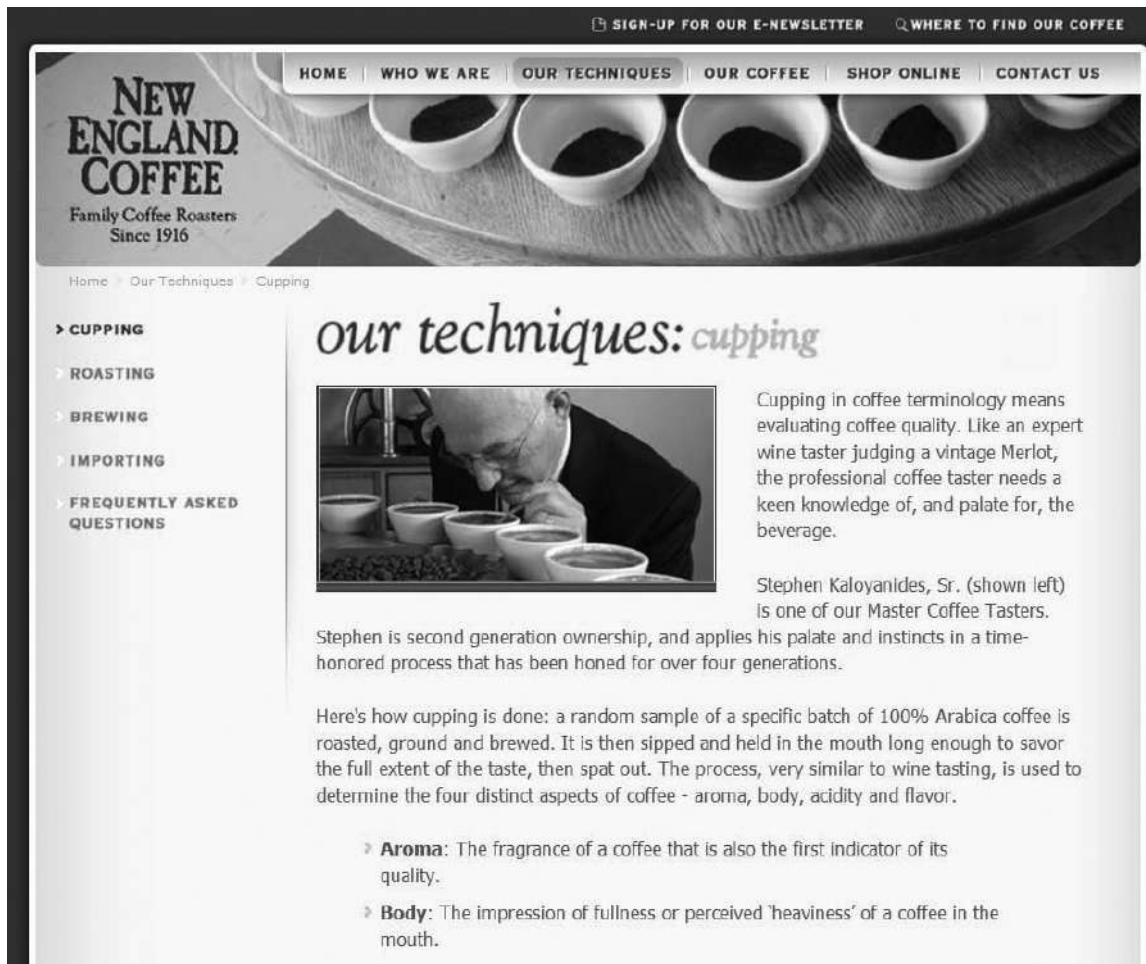 SIGN-UP FOR OUR E-NEWSLETTER WHERE TO FIND OUR COFFEE
HOME WHO WE ARE OUR TECHNIQUES OUR COFFEE SHOP ONLINE CONTACT US
NEW
ENGLAND
COFFEE
Family Coffee Roasters
Since 1916
Home > Our Techniques > Cupping
> CUPPING
> ROASTING
> BREWING
> IMPORTING
> FREQUENTLY ASKED
QUESTIONS
our techniques: cupping
Cupping in coffee terminology means
evaluating coffee quality. Like an expert
wine taster judging a vintage Merlot,
the professional coffee taster needs a
keen knowledge of, and palate for, the
beverage.
Stephen Kaloyanides, Sr. (shown left)
is one of our Master Coffee Tasters.
Stephen is second generation ownership, and applies his palate and instincts in a time-
honored process that has been honed for over four generations.
Here's how cupping is done: a random sample of a specific batch of 100% Arabica coffee is
roasted, ground and brewed. It is then sipped and held in the mouth long enough to savor
the full extent of the taste, then spat out. The process, very similar to wine tasting, is used to
determine the four distinct aspects of coffee - aroma, body, acidity and flavor.
> Aroma: The fragrance of a coffee that is also the first indicator of its
quality.
> Body: The impression of fullness or perceived 'heaviness' of a coffee in the
mouth.